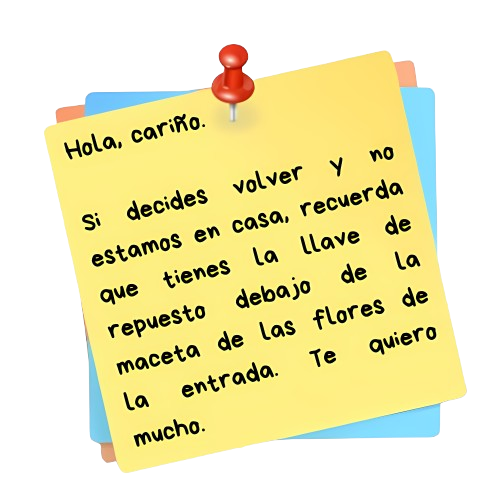 Hola, cariño.
Si decides volver y no
estamos en casa, recuerda
que tienes la llave de
repuesto debajo de la
maceta de las flores de
la entrada. Te quiero
mucho.